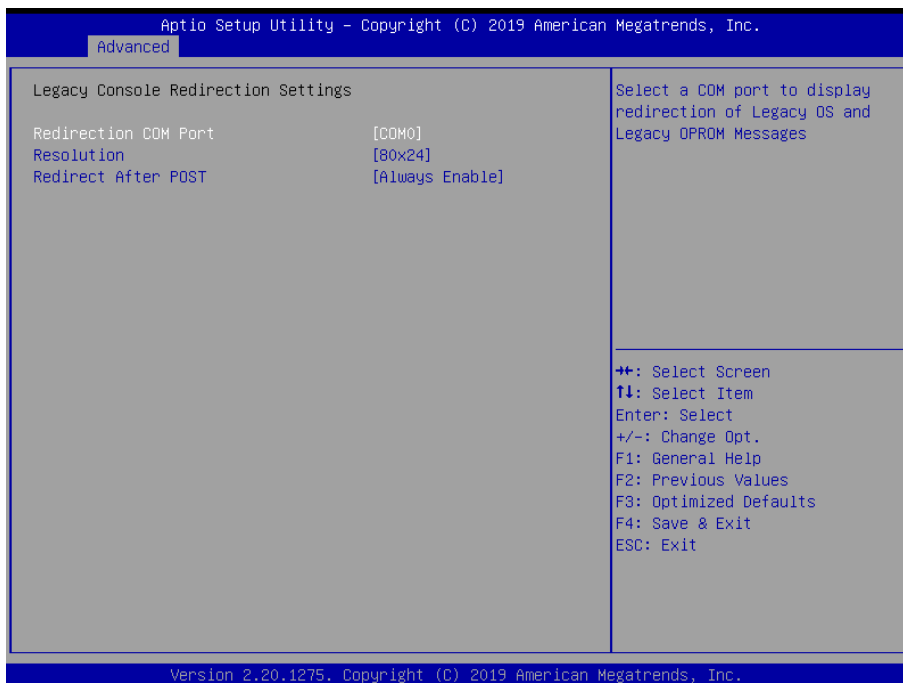 Aptio Setup Utility – Copyright (C) 2019 American Megatrends, Inc.
Advanced
Legacy Console Redirection Settings
Redirection COM Port [COM0]
Resolution [80x24]
Redirect After POST [Always Enable]
Select a COM port to display
redirection of Legacy OS and
Legacy OPROM Messages
→←: Select Screen
↑↓: Select Item
Enter: Select
+/-: Change Opt.
F1: General Help
F2: Previous Values
F3: Optimized Defaults
F4: Save & Exit
ESC: Exit
Version 2.20.1275. Copyright (C) 2019 American Megatrends, Inc.